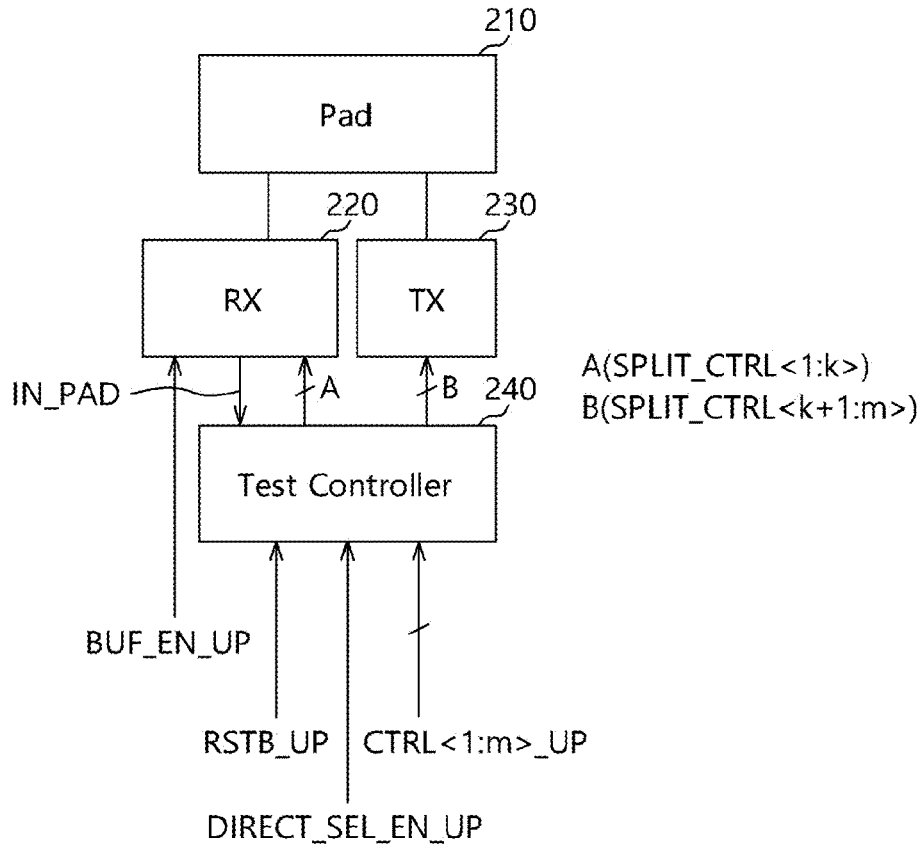 210
Pad
220
230
RX
TX
IN_PAD
A
B
A(SPLIT_CTRL<1:k>)
B(SPLIT_CTRL<k+1:m>)
240
Test Controller
BUF_EN_UP
RSTB_UP
CTRL<1:m>_UP
DIRECT_SEL_EN_UP